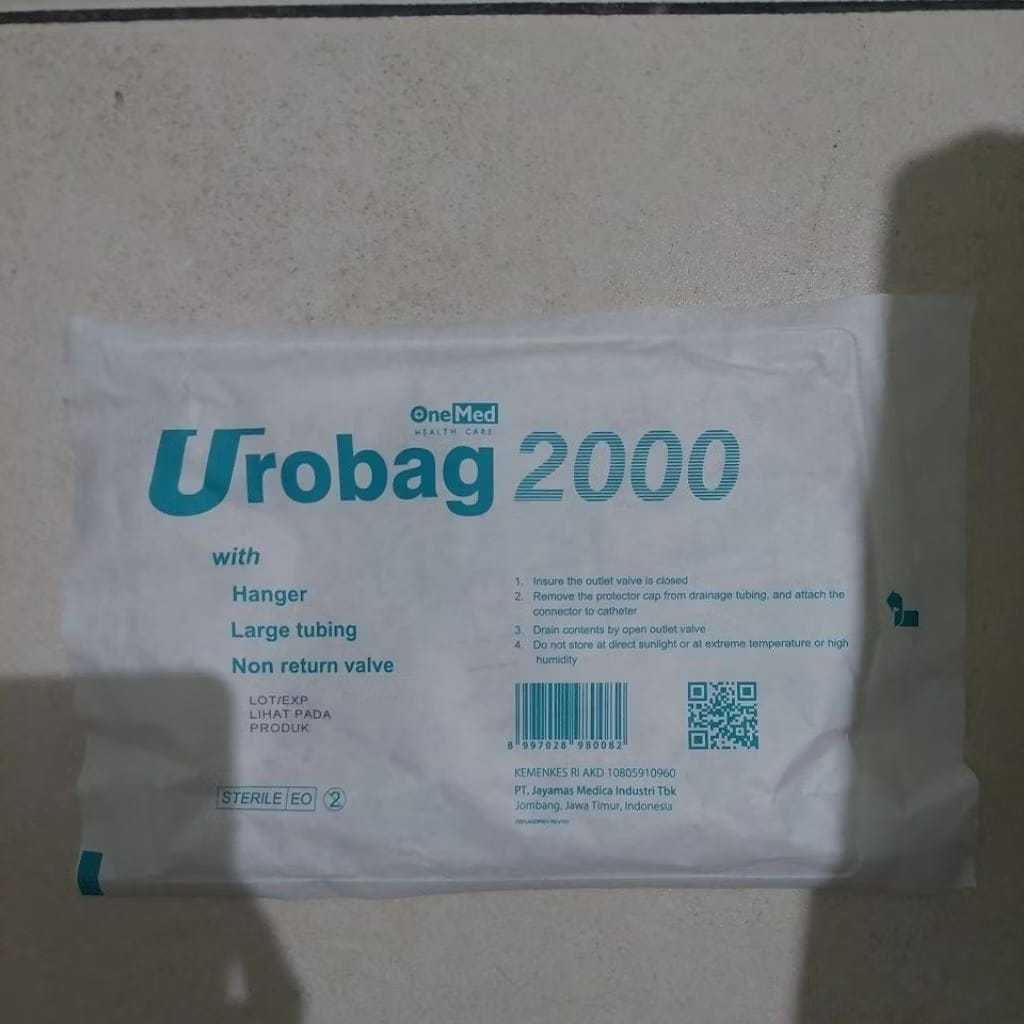 OneMed
HEALTH CARE
Urobag 2000
with
Hanger
Large tubing
Non return valve
LOT/EXP
LIHAT PADA
PRODUK
STERILE EO 2
1. Insure the outlet valve is closed
2. Remove the protector cap from drainage tubing, and attach the
connector to catheter
3. Drain contents by open outlet valve
4. Do not store at direct sunlight or at extreme temperature or high
humidity
8 997028 980082
KEMENKES RI AKD 10805910960
PT. Jayamas Medica Industri Tbk
Jombang, Jawa Timur, Indonesia